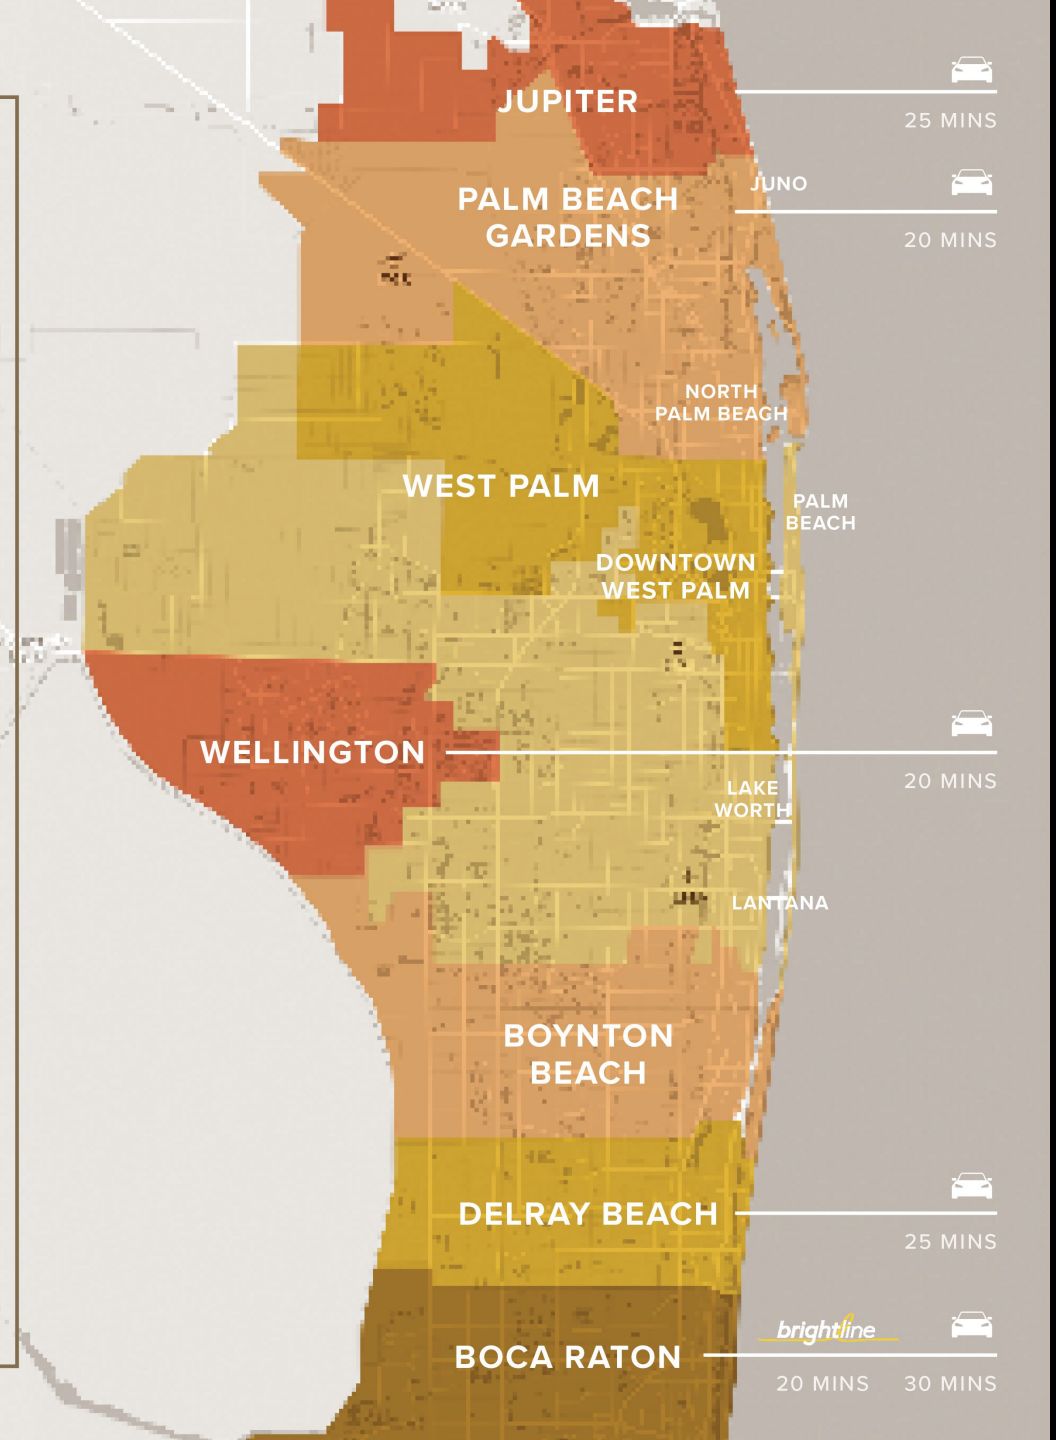 JUPITER
25 MINS
PALM BEACH
GARDENS
JUNO
20 MINS
NORTH
PALM BEAGH
WEST PALM
PALM
BEACH
DOWNTOWN
WEST PALM
WELLINGTON
20 MINS
LAKE
WORTH
LANTANA
BOYNTON
BEACH
DELRAY BEACH
25 MINS
BOCA RATON
brightline
20 MINS
30 MINS